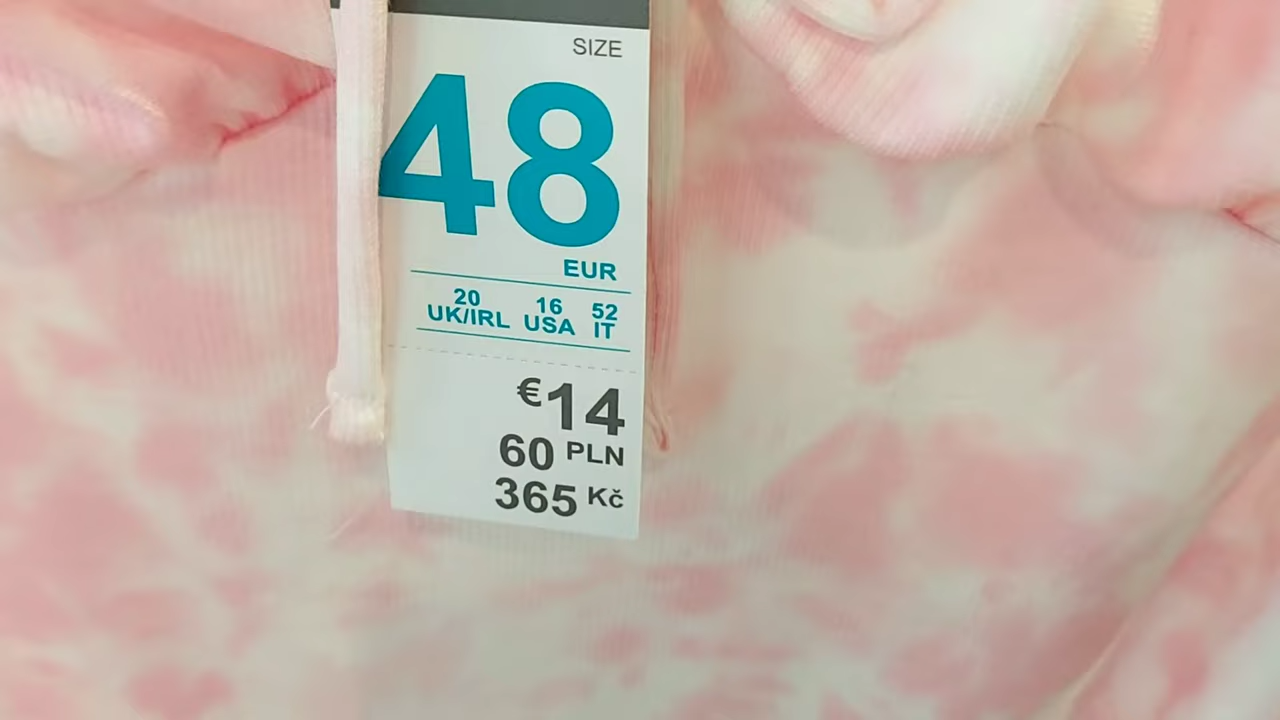 SIZE
48
EUR
20 16 52
UK/IRL USA IT
€14
60 PLN
365 Kč